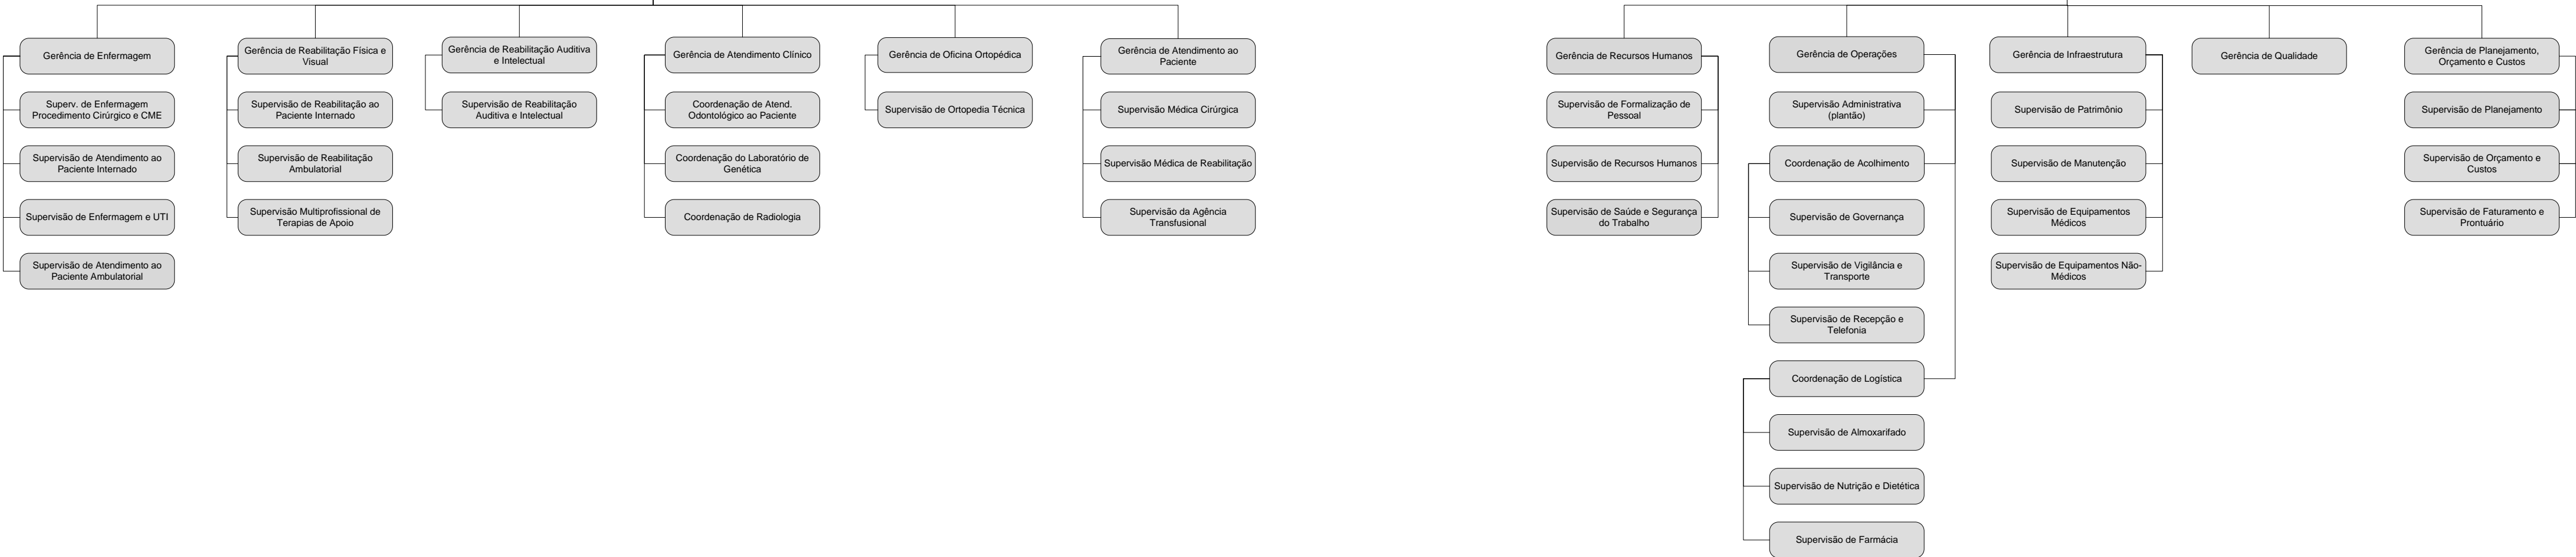 Gerência de Enfermagem
Superv. de Enfermagem
Procedimento Cirúrgico e CME
Supervisão de Atendimento ao
Paciente Internado
Supervisão de Enfermagem e UTI
Supervisão de Atendimento ao
Paciente Ambulatorial
Gerência de Reabilitação Física e
Visual
Supervisão de Reabilitação ao
Paciente Internado
Supervisão de Reabilitação
Ambulatorial
Supervisão Multiprofissional de
Terapias de Apoio
Gerência de Reabilitação Auditiva
e Intelectual
Supervisão de Reabilitação
Auditiva e Intelectual
Gerência de Atendimento Clínico
Coordenação de Atend.
Odontológico ao Paciente
Coordenação do Laboratório de
Genética
Coordenação de Radiologia
Gerência de Oficina Ortopédica
Supervisão de Ortopedia Técnica
Gerência de Atendimento ao
Paciente
Supervisão Médica Cirúrgica
Supervisão Médica de Reabilitação
Supervisão da Agência
Transfusional
Gerência de Recursos Humanos
Supervisão de Formalização de
Pessoal
Supervisão de Recursos Humanos
Supervisão de Saúde e Segurança
do Trabalho
Gerência de Operações
Supervisão Administrativa
(plantão)
Coordenação de Acolhimento
Supervisão de Governança
Supervisão de Vigilância e
Transporte
Supervisão de Recepção e
Telefonia
Coordenação de Logística
Supervisão de Almoxarifado
Supervisão de Nutrição e Dietética
Supervisão de Farmácia
Gerência de Infraestrutura
Supervisão de Patrimônio
Supervisão de Manutenção
Supervisão de Equipamentos
Médicos
Supervisão de Equipamentos Não-
Médicos
Gerência de Qualidade
Gerência de Planejamento,
Orçamento e Custos
Supervisão de Planejamento
Supervisão de Orçamento e
Custos
Supervisão de Faturamento e
Prontuário